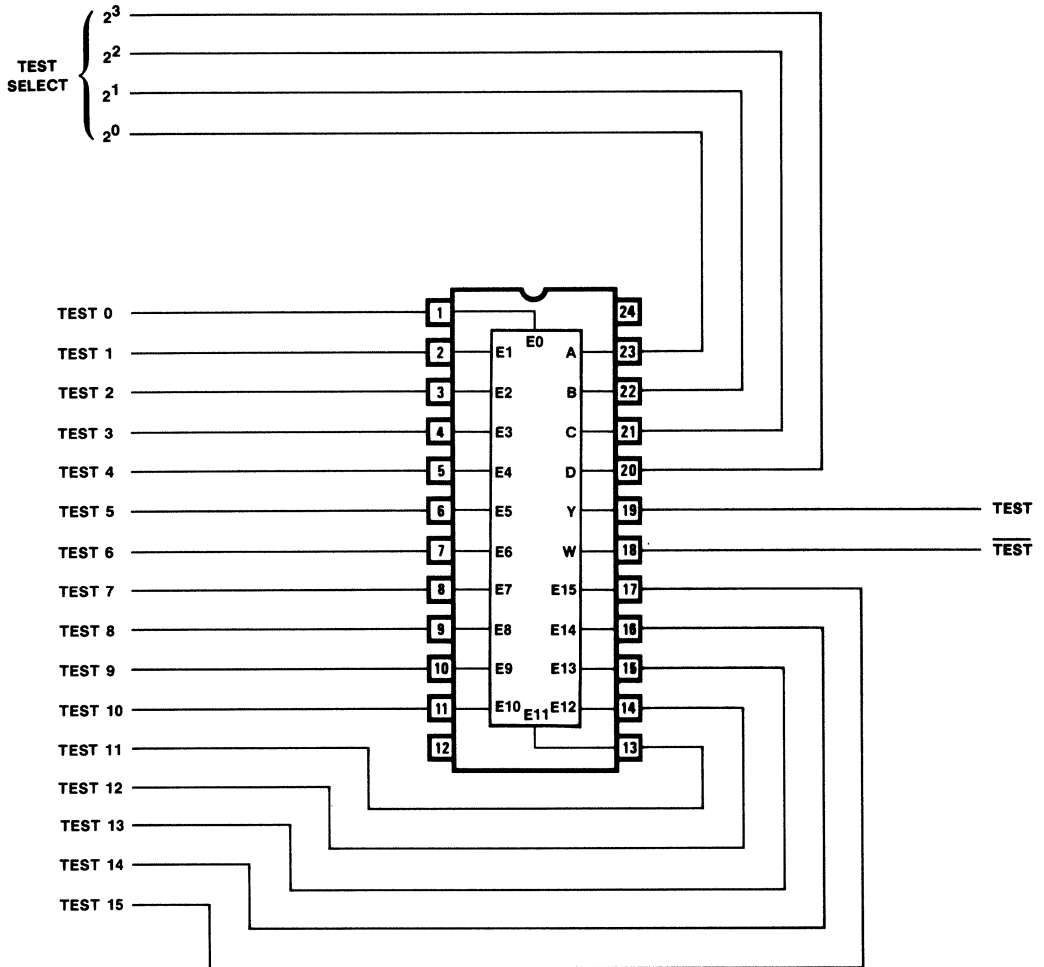 2³
TEST
SELECT
2²
2¹
2⁰
TEST 0 1 24
E0
TEST 1 2 E1 A 23
TEST 2 3 E2 B 22
TEST 3 4 E3 C 21
TEST 4 5 E4 D 20
TEST 5 6 E5 Y 19 TEST
TEST 6 7 E6 W 18 T̅E̅S̅T̅
TEST 7 8 E7 E15 17
TEST 8 9 E8 E14 16
TEST 9 10 E9 E13 15
TEST 10 11 E10 E11 E12 14
TEST 11 12 13
TEST 12
TEST 13
TEST 14
TEST 15